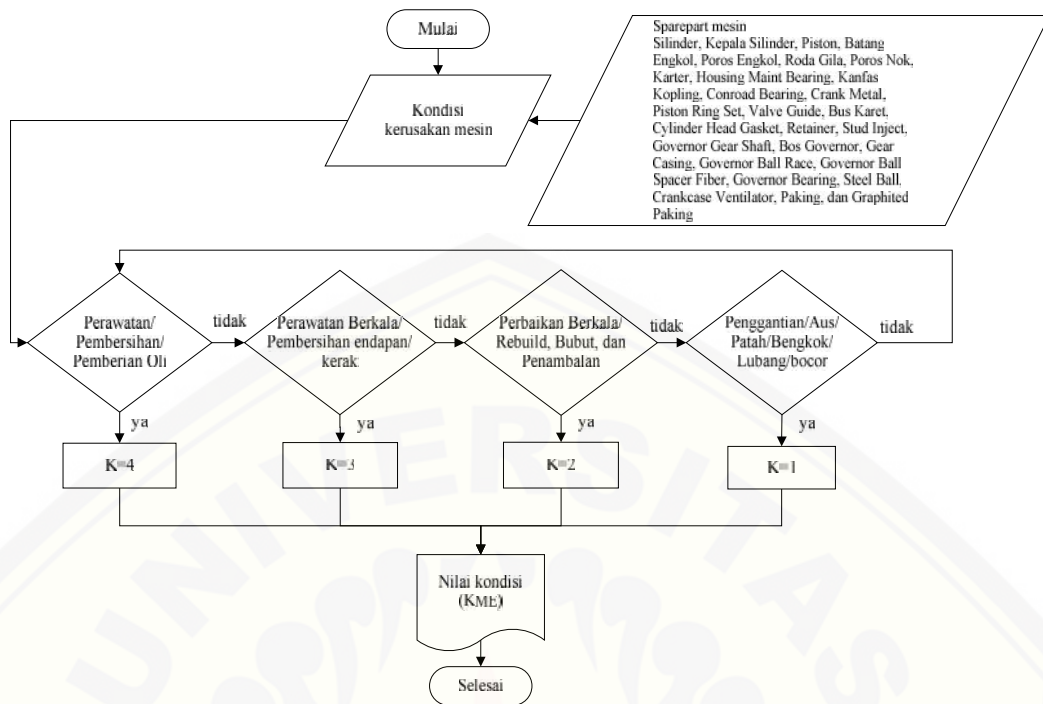 Mulai
Sparepart mesin
Silinder, Kepala Silinder, Piston, Batang
Engkol, Poros Engkol, Roda Gila, Poros Nok,
Karter, Housing Maint Bearing, Kanfas
Kopling, Conroad Bearing, Crank Metal,
Piston Ring Set, Valve Guide, Bus Karet,
Cylinder Head Gasket, Retainer, Stud Inject,
Governor Gear Shaft, Bos Governor, Gear
Casing, Governor Ball Race, Governor Ball
Spacer Fiber, Governor Bearing, Steel Ball,
Crankcase Ventilator, Paking, dan Graphited
Paking
Kondisi
kerusakan mesin
Perawatan/
Pembersihan/
Pemberian Oli
tidak
Perawatan Berkala/
Pembersihan endapan/
kerak
tidak
Perbaikan Berkala/
Rebuild, Bubut, dan
Penambalan
tidak
Penggantian/Aus/
Patah/Bengkok/
Lubang/bocor
tidak
ya
ya
ya
ya
K=4
K=3
K=2
K=1
Nilai kondisi
(KME)
Selesai
UNIVERSITAS